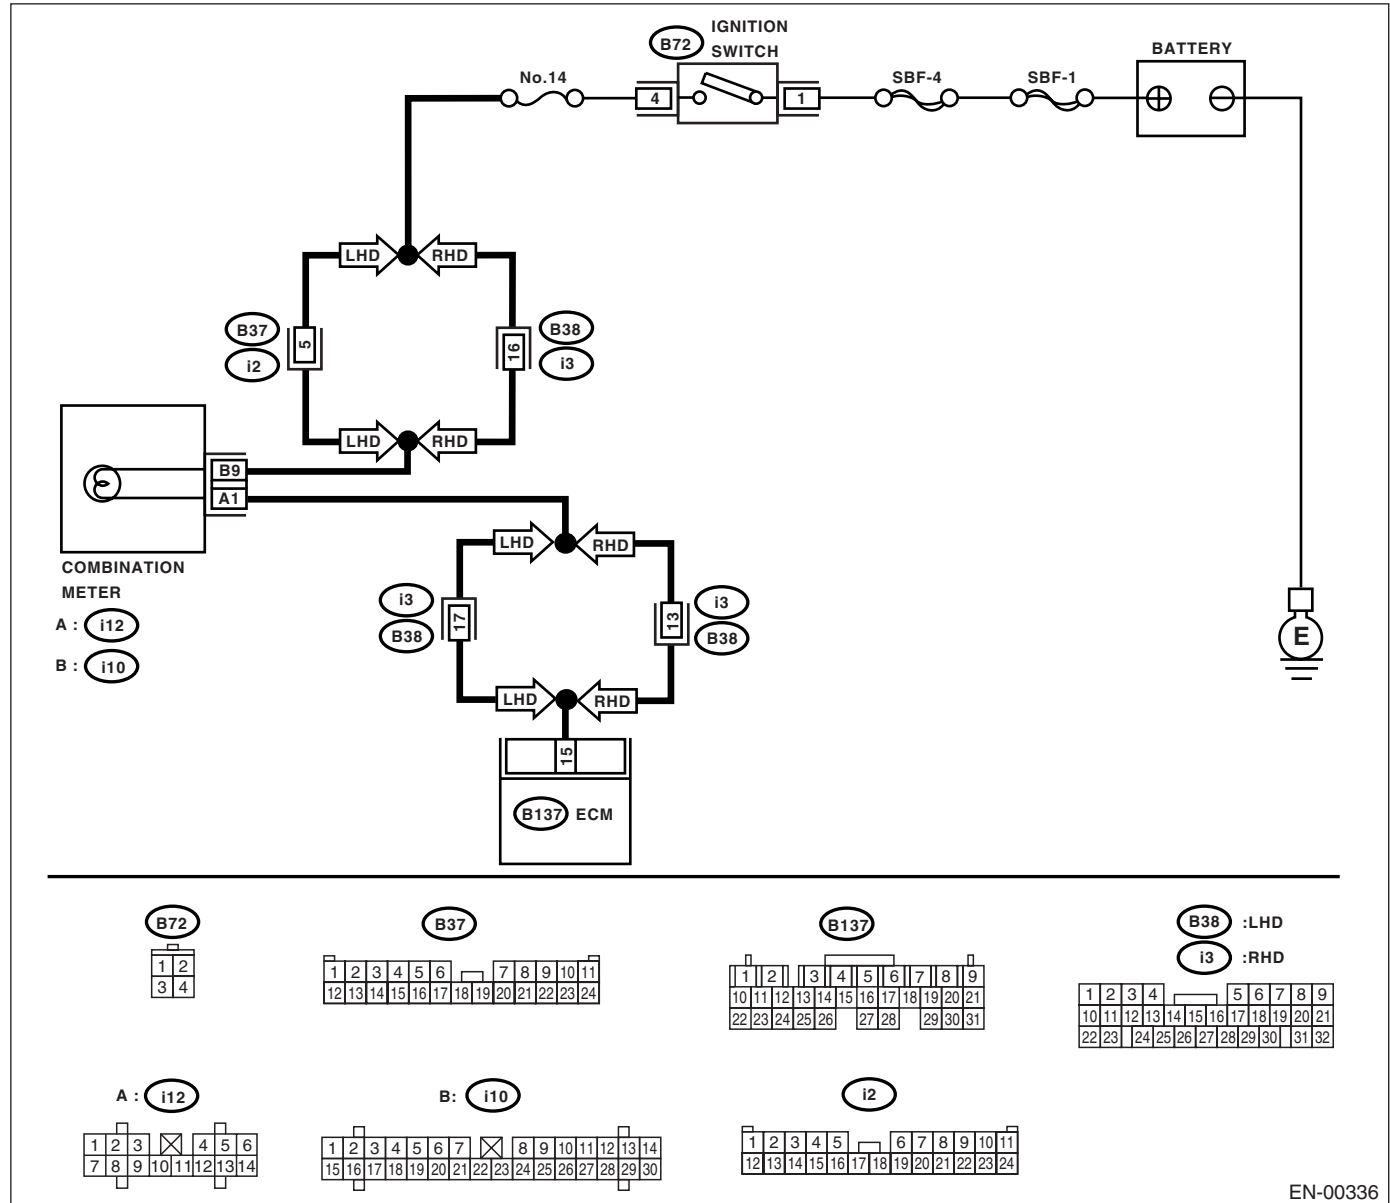 IGNITION
SWITCH
B72
BATTERY
No.14
4
1
SBF-4
SBF-1
LHD
RHD
B37
i2
5
16
B38
i3
LHD
RHD
B9
A1
COMBINATION
METER
A : i12
B : i10
LHD
RHD
i3
B38
17
13
i3
B38
LHD
RHD
15
B137 ECM
E
B72
1 2
3 4
B37
1 2 3 4 5 6 7 8 9 10 11
12 13 14 15 16 17 18 19 20 21 22 23 24
B137
1 2 3 4 5 6 7 8 9
10 11 12 13 14 15 16 17 18 19 20 21
22 23 24 25 26 27 28 29 30 31
B38 :LHD
i3 :RHD
1 2 3 4 5 6 7 8 9
10 11 12 13 14 15 16 17 18 19 20 21
22 23 24 25 26 27 28 29 30 31 32
A : i12
1 2 3 4 5 6
7 8 9 10 11 12 13 14
B: i10
1 2 3 4 5 6 7 8 9 10 11 12 13 14
15 16 17 18 19 20 21 22 23 24 25 26 27 28 29 30
i2
1 2 3 4 5 6 7 8 9 10 11
12 13 14 15 16 17 18 19 20 21 22 23 24
EN-00336